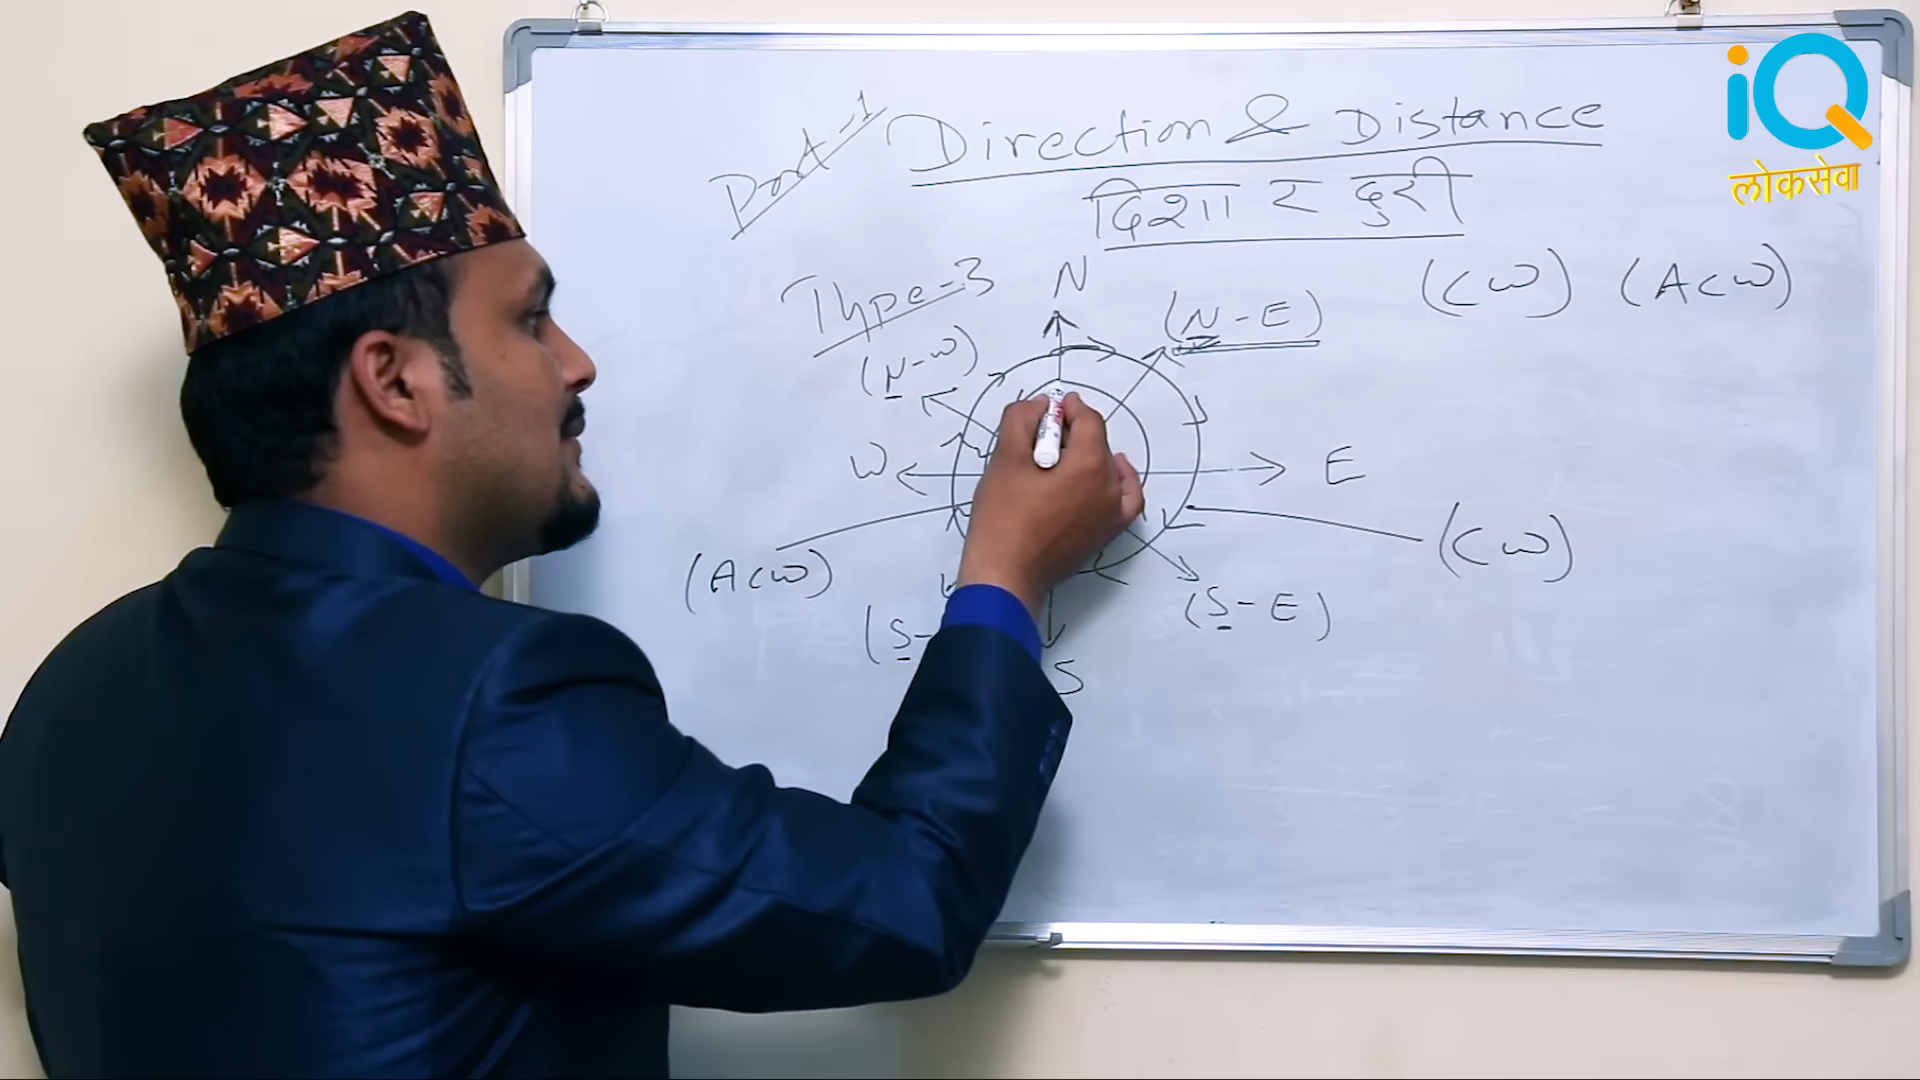 iQ
लोकसेवा
Part-1
Direction & Distance
दिशा र दुरी
Type-3
N
(N-E)
(CW) (ACW)
(N-W)
W
E
(ACW)
(CW)
(S-
(S-E)
S